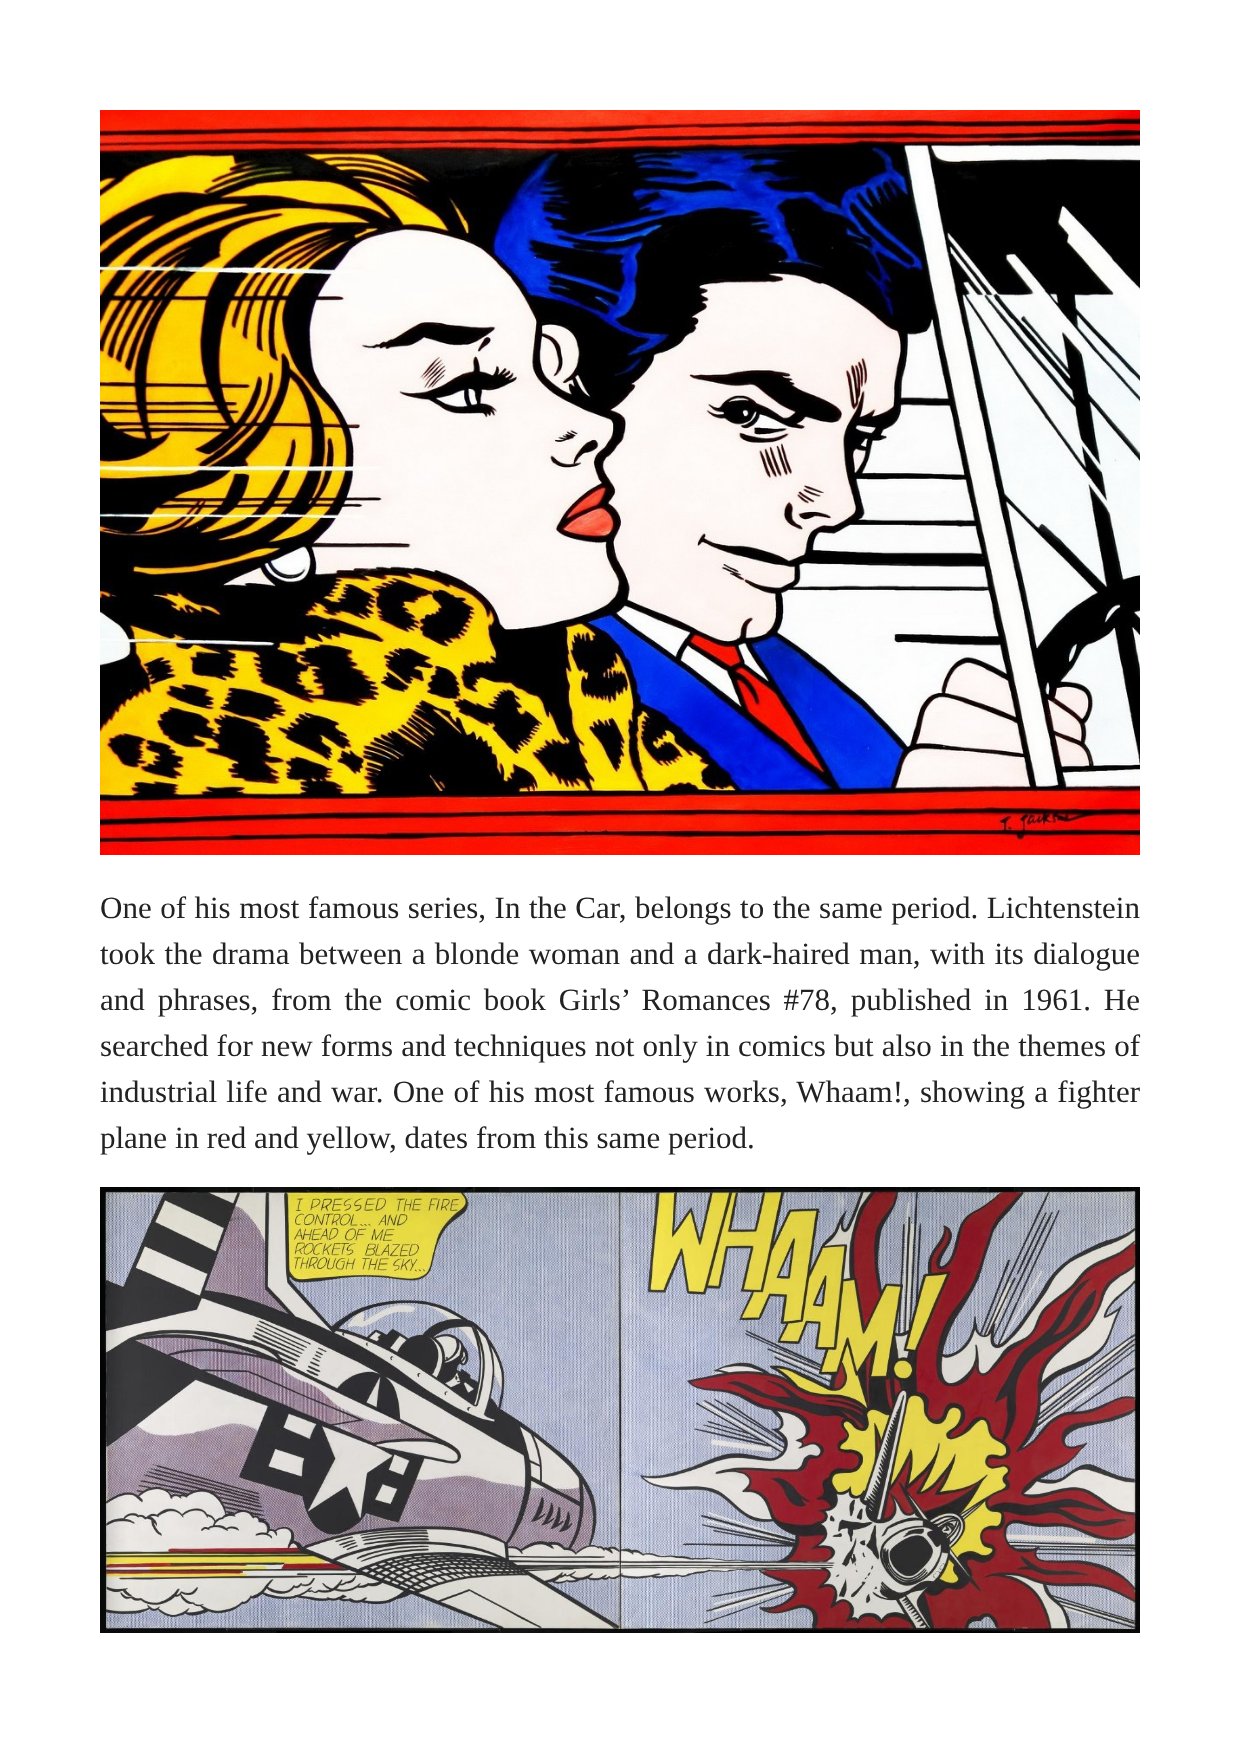 T. Jackson
One of his most famous series, In the Car, belongs to the same period. Lichtenstein
took the drama between a blonde woman and a dark-haired man, with its dialogue
and phrases, from the comic book Girls’ Romances #78, published in 1961. He
searched for new forms and techniques not only in comics but also in the themes of
industrial life and war. One of his most famous works, Whaam!, showing a fighter
plane in red and yellow, dates from this same period.
I PRESSED THE FIRE
CONTROL... AND
AHEAD OF ME
ROCKETS BLAZED
THROUGH THE SKY...
WHAAM!